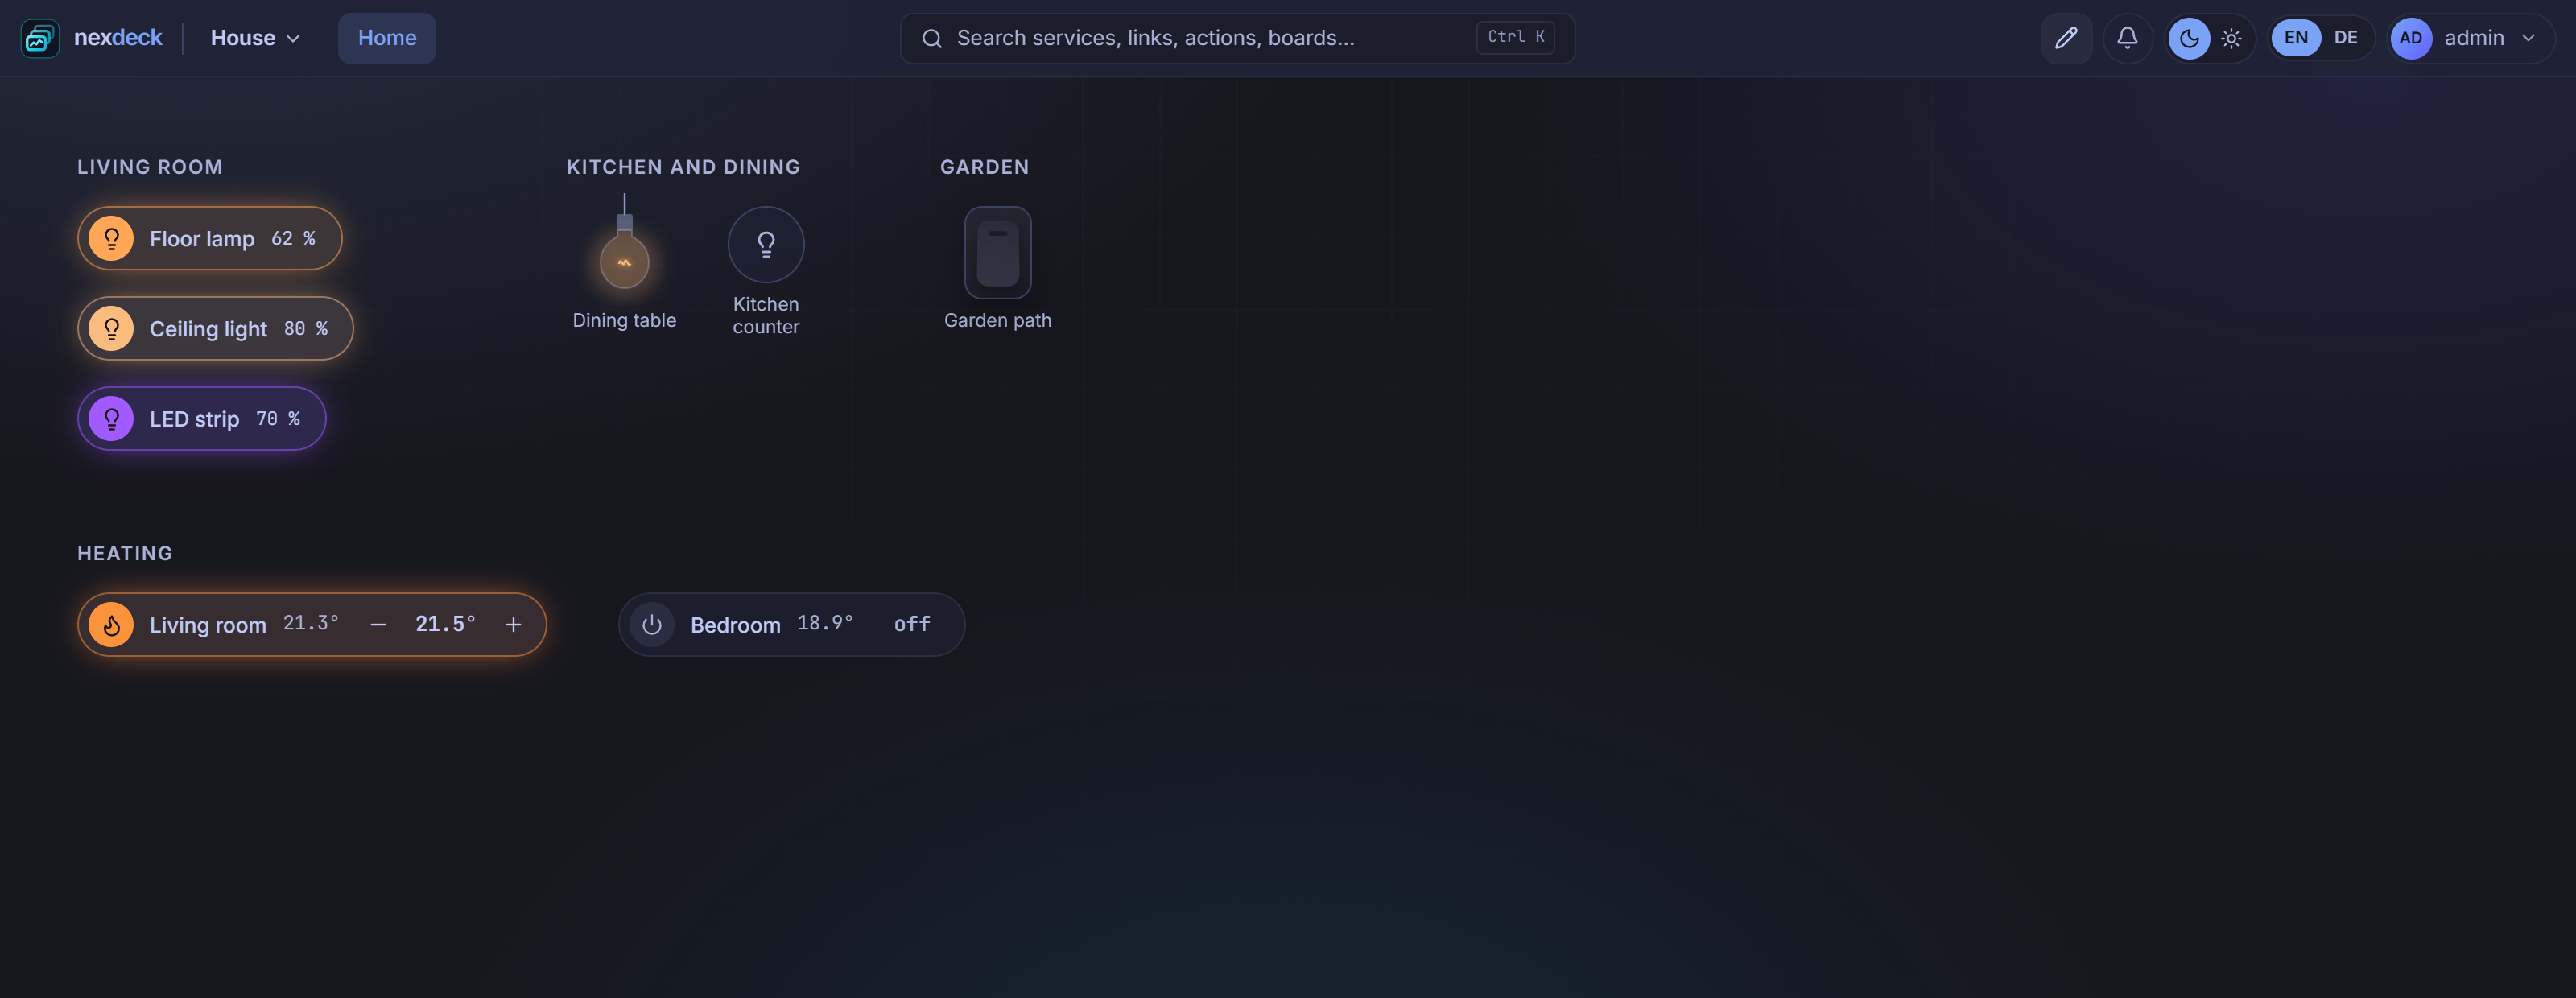 nexdeck House Home Search services, links, actions, boards... Ctrl K EN DE AD admin
LIVING ROOM KITCHEN AND DINING GARDEN
Floor lamp 62 %
Ceiling light 80 %
LED strip 70 %
Dining table
Kitchen
counter
Garden path
HEATING
Living room 21.3° − 21.5° +
Bedroom 18.9° off